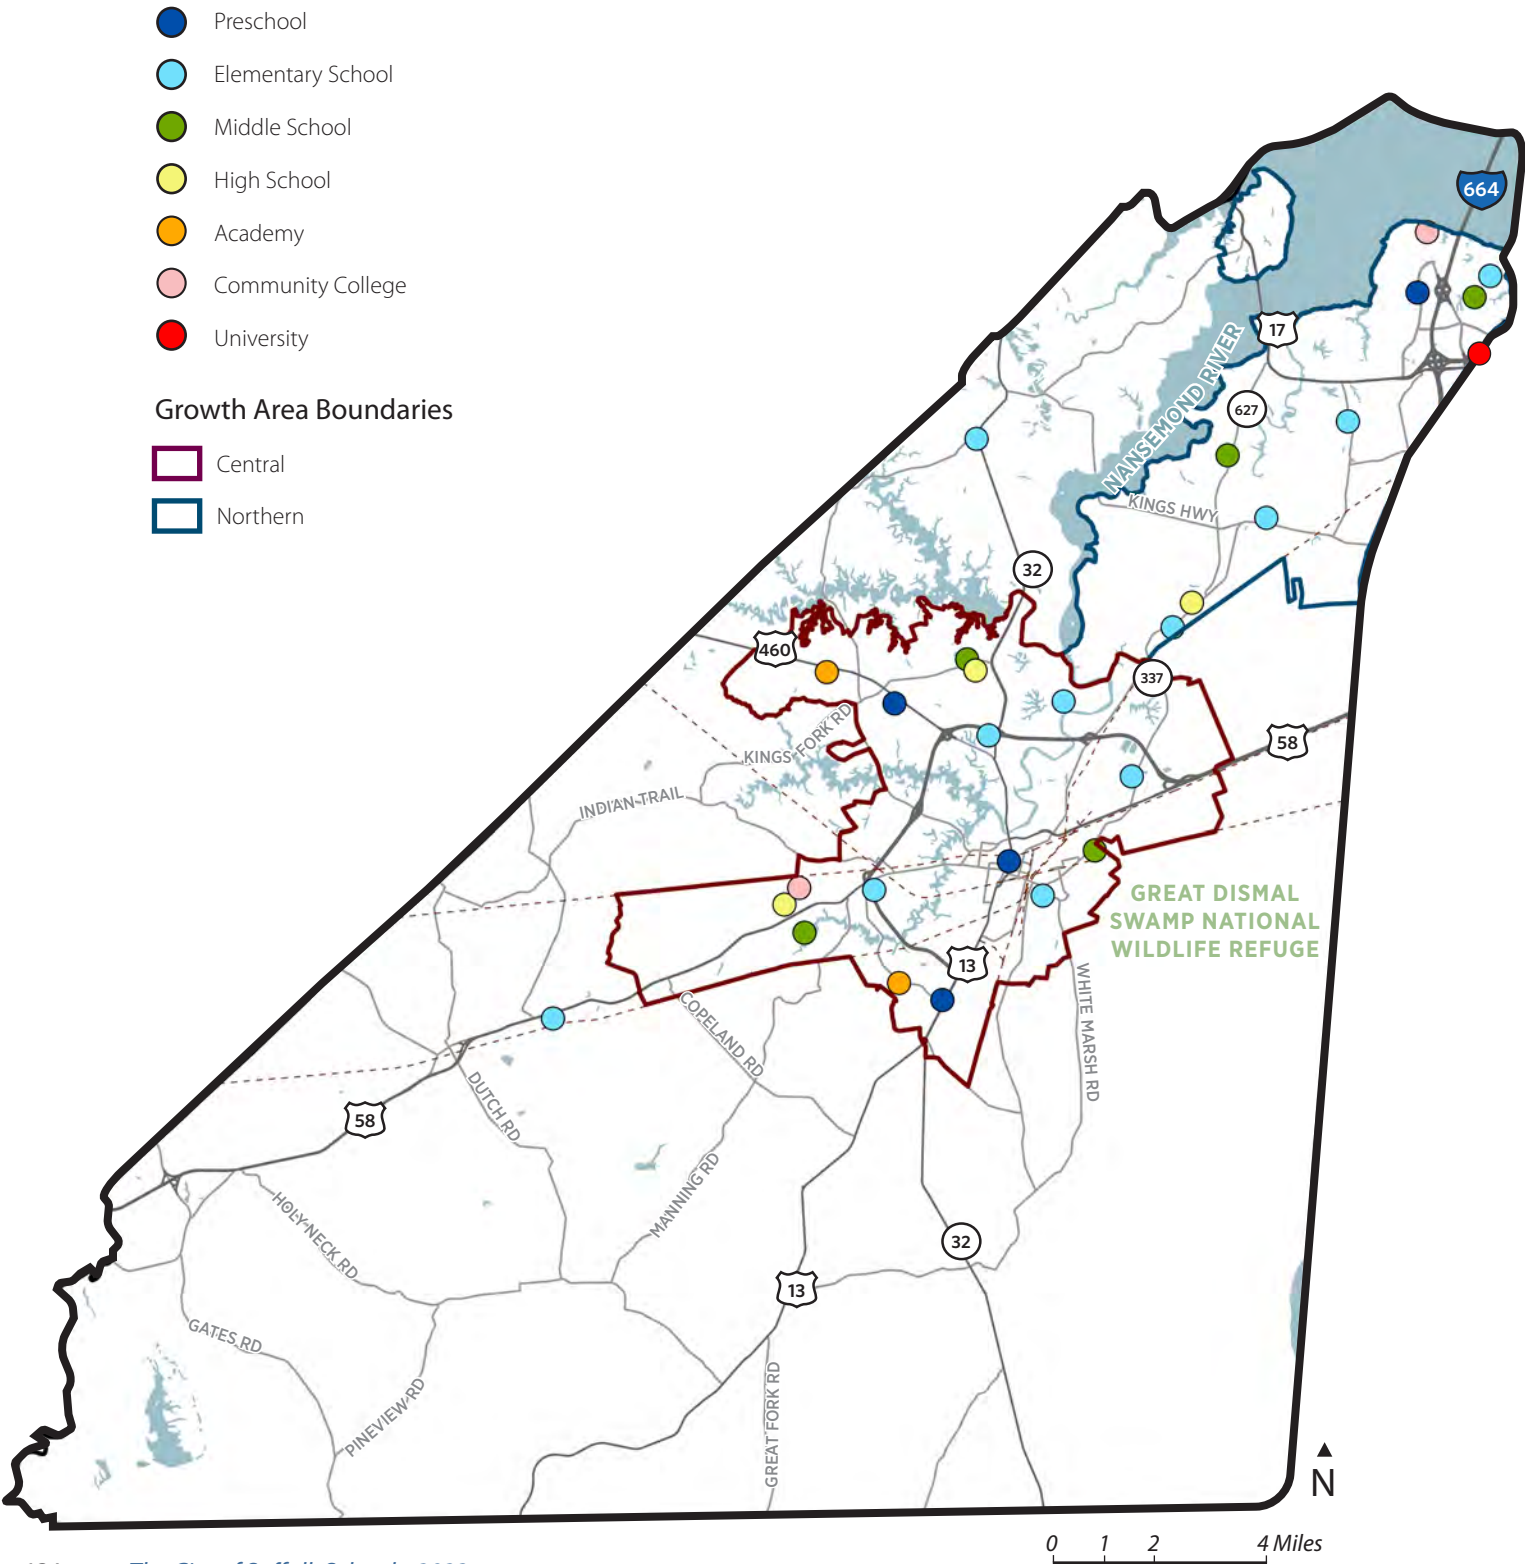 Preschool
Elementary School
Middle School
High School
Academy
Community College
University
Growth Area Boundaries
Central
Northern
664
17
NANSEMOND RIVER
627
KINGS HWY
32
460
337
KINGS FORK RD
58
INDIAN TRAIL
GREAT DISMAL
SWAMP NATIONAL
WILDLIFE REFUGE
13
WHITE MARSH RD
COPELAND RD
DUTCH RD
58
MANNING RD
HOLY NECK RD
32
13
GATES RD
PINEVIEW RD
GREAT FORK RD
N
0 1 2 4 Miles